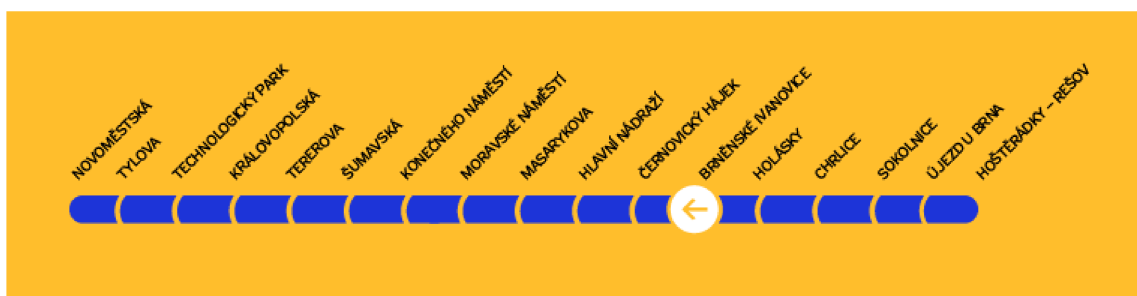 NOVOMĚSTSKÁ
TYLOVA
TECHNOLOGICKÝ PARK
KRÁLOVOPOLSKÁ
TEREROVA
ŠUMAVSKÁ
KONEČNÉHO NÁMĚSTÍ
MORAVSKÉ NÁMĚSTÍ
MASARYKOVA
HLAVNÍ NÁDRAŽÍ
ČERNOVICKÝ HÁJEK
BRNĚNSKÉ IVANOVICE
HOLÁSKY
CHRLICE
SOKOLNICE
ÚJEZD U BRNA
HOŠTĚRÁDKY – REŠOV